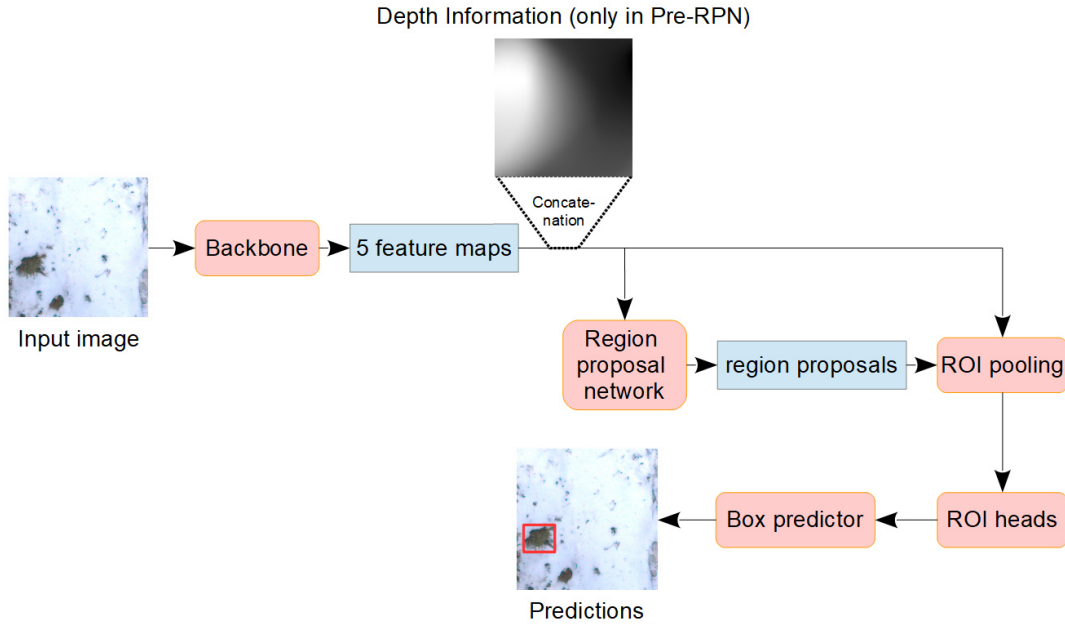 Depth Information (only in Pre-RPN)
Concate-
nation
Backbone
5 feature maps
Input image
Region
proposal
network
region proposals
ROI pooling
Box predictor
ROI heads
Predictions